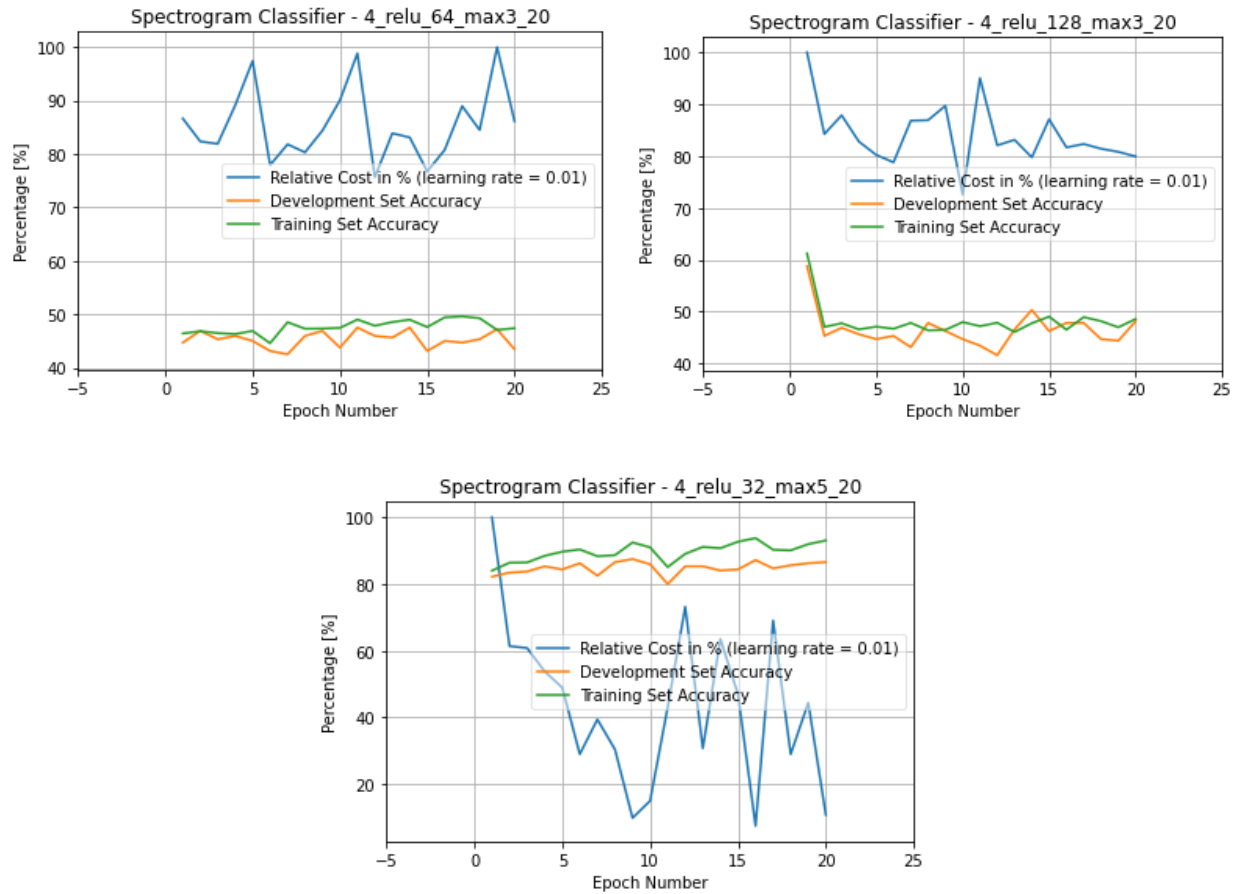 Spectrogram Classifier - 4_relu_64_max3_20
100
90
80
70
60
50
40
Percentage [%]
Relative Cost in % (learning rate = 0.01)
Development Set Accuracy
Training Set Accuracy
−5 0 5 10 15 20 25
Epoch Number
Spectrogram Classifier - 4_relu_128_max3_20
100
90
80
70
60
50
40
Percentage [%]
Relative Cost in % (learning rate = 0.01)
Development Set Accuracy
Training Set Accuracy
−5 0 5 10 15 20 25
Epoch Number
Spectrogram Classifier - 4_relu_32_max5_20
100
80
60
40
20
Percentage [%]
Relative Cost in % (learning rate = 0.01)
Development Set Accuracy
Training Set Accuracy
−5 0 5 10 15 20 25
Epoch Number